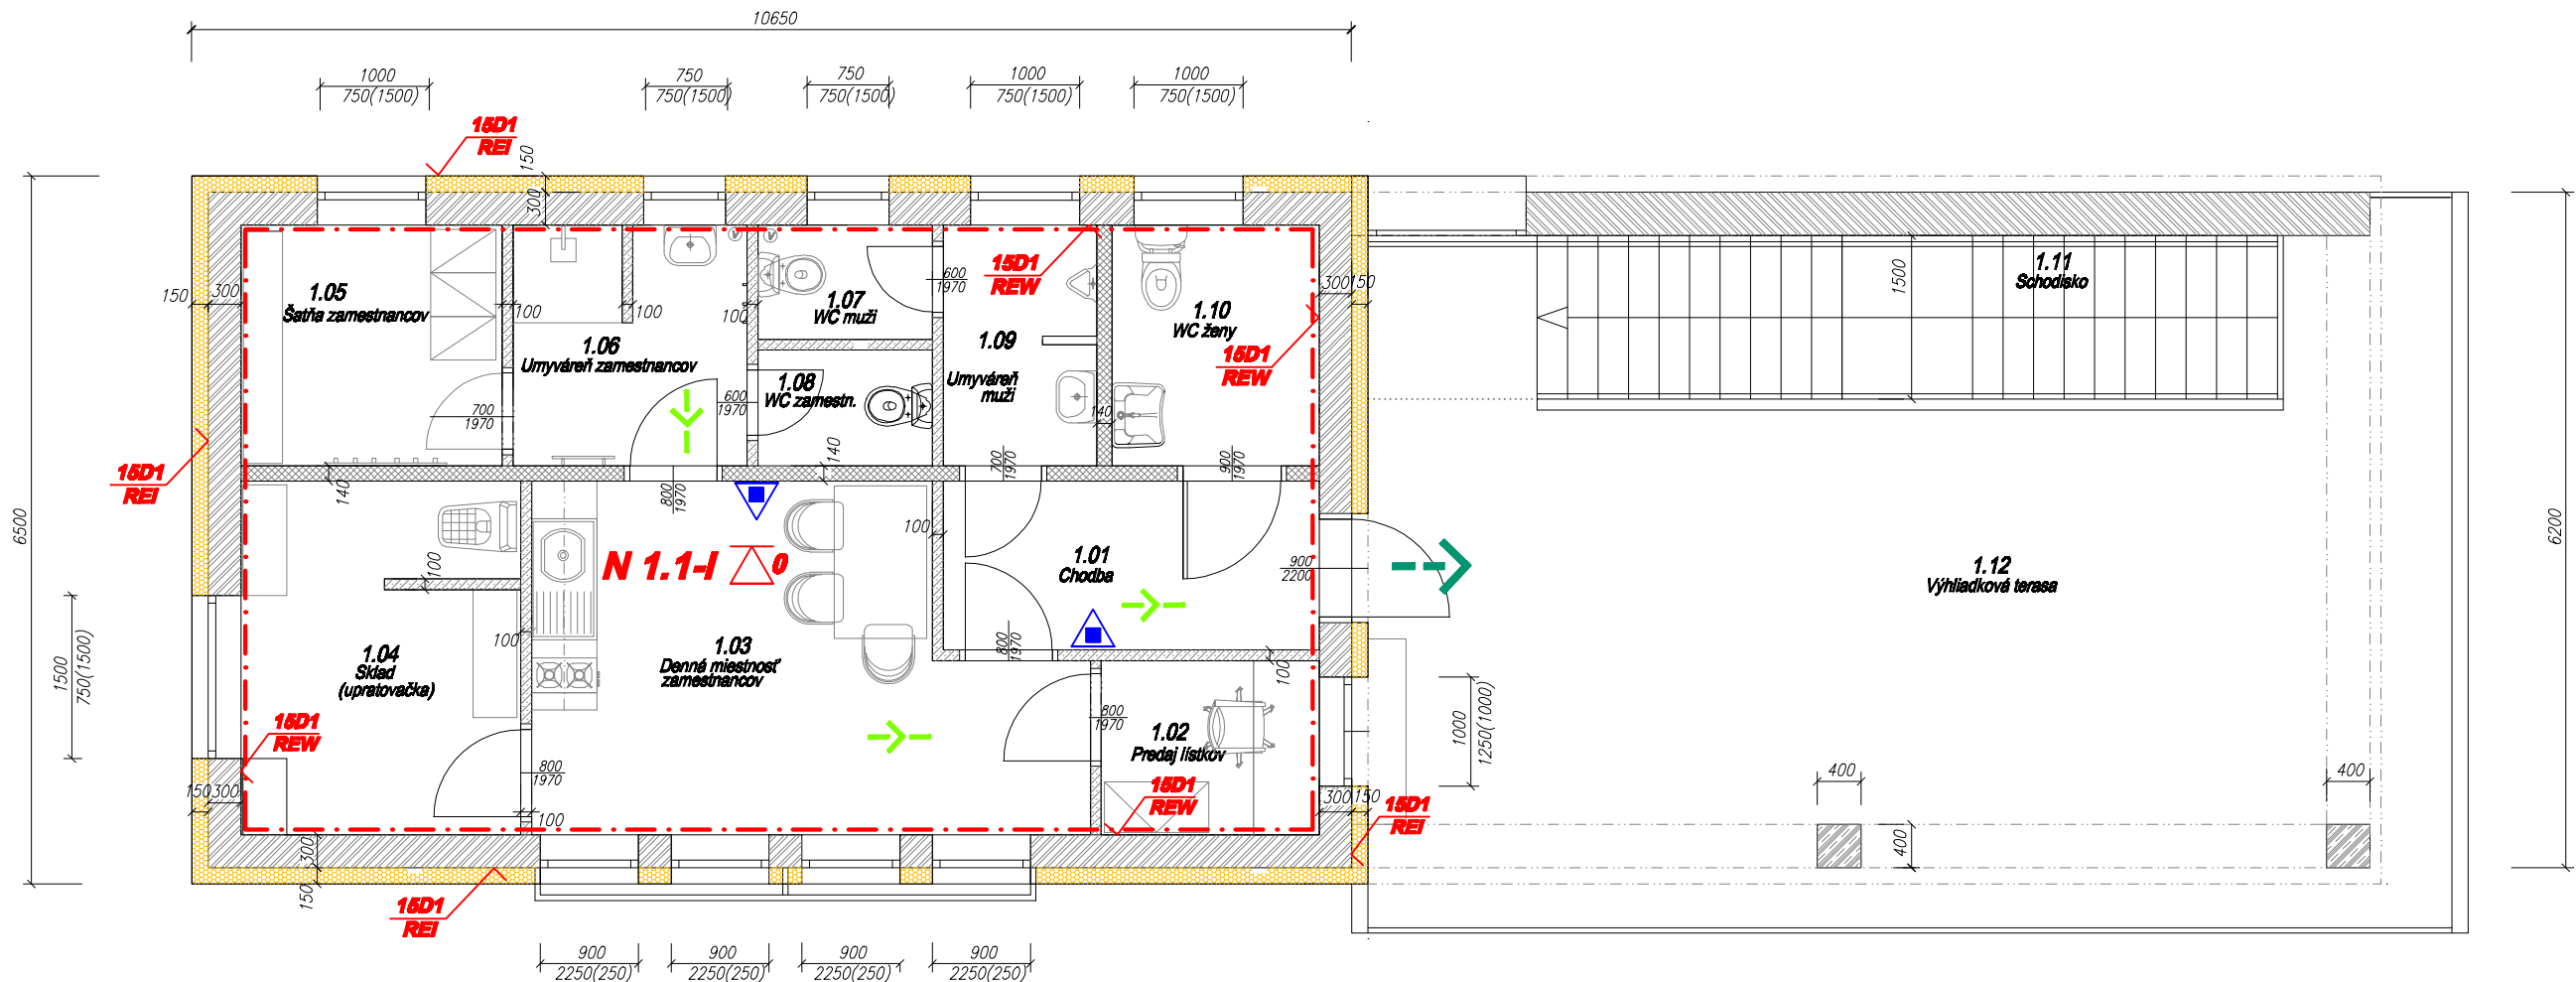 10650
1000
750(1500)
750
750(1500)
750
750(1500)
1000
750(1500)
1000
750(1500)
15D1
REI
150
300
6500
6200
150
300
1.05
Šatňa zamestnancov
100
100
100
1.06
Umyváreň zamestnancov
1.07
WC muži
600
1970
15D1
REW
1.09
Umyváreň
muži
1.10
WC ženy
15D1
REW
300
150
1500
1.11
Schodisko
1.08
WC zamestn.
600
1970
700
1970
140
140
140
700
1970
900
1970
800
1970
15D1
REI
100
100
100
N 1.1-I
0
1.01
Chodba
900
2200
1.12
Výhliadková terasa
1500
750(1500)
1.04
Sklad
(upratovačka)
1.03
Denná miestnosť
zamestnancov
800
1970
100
800
1970
1.02
Predaj lístkov
1000
1250(1000)
15D1
REW
800
1970
150
300
100
15D1
REW
300
150
15D1
REI
400
400
400
300
150
15D1
REI
900
2250(250)
900
2250(250)
900
2250(250)
900
2250(250)